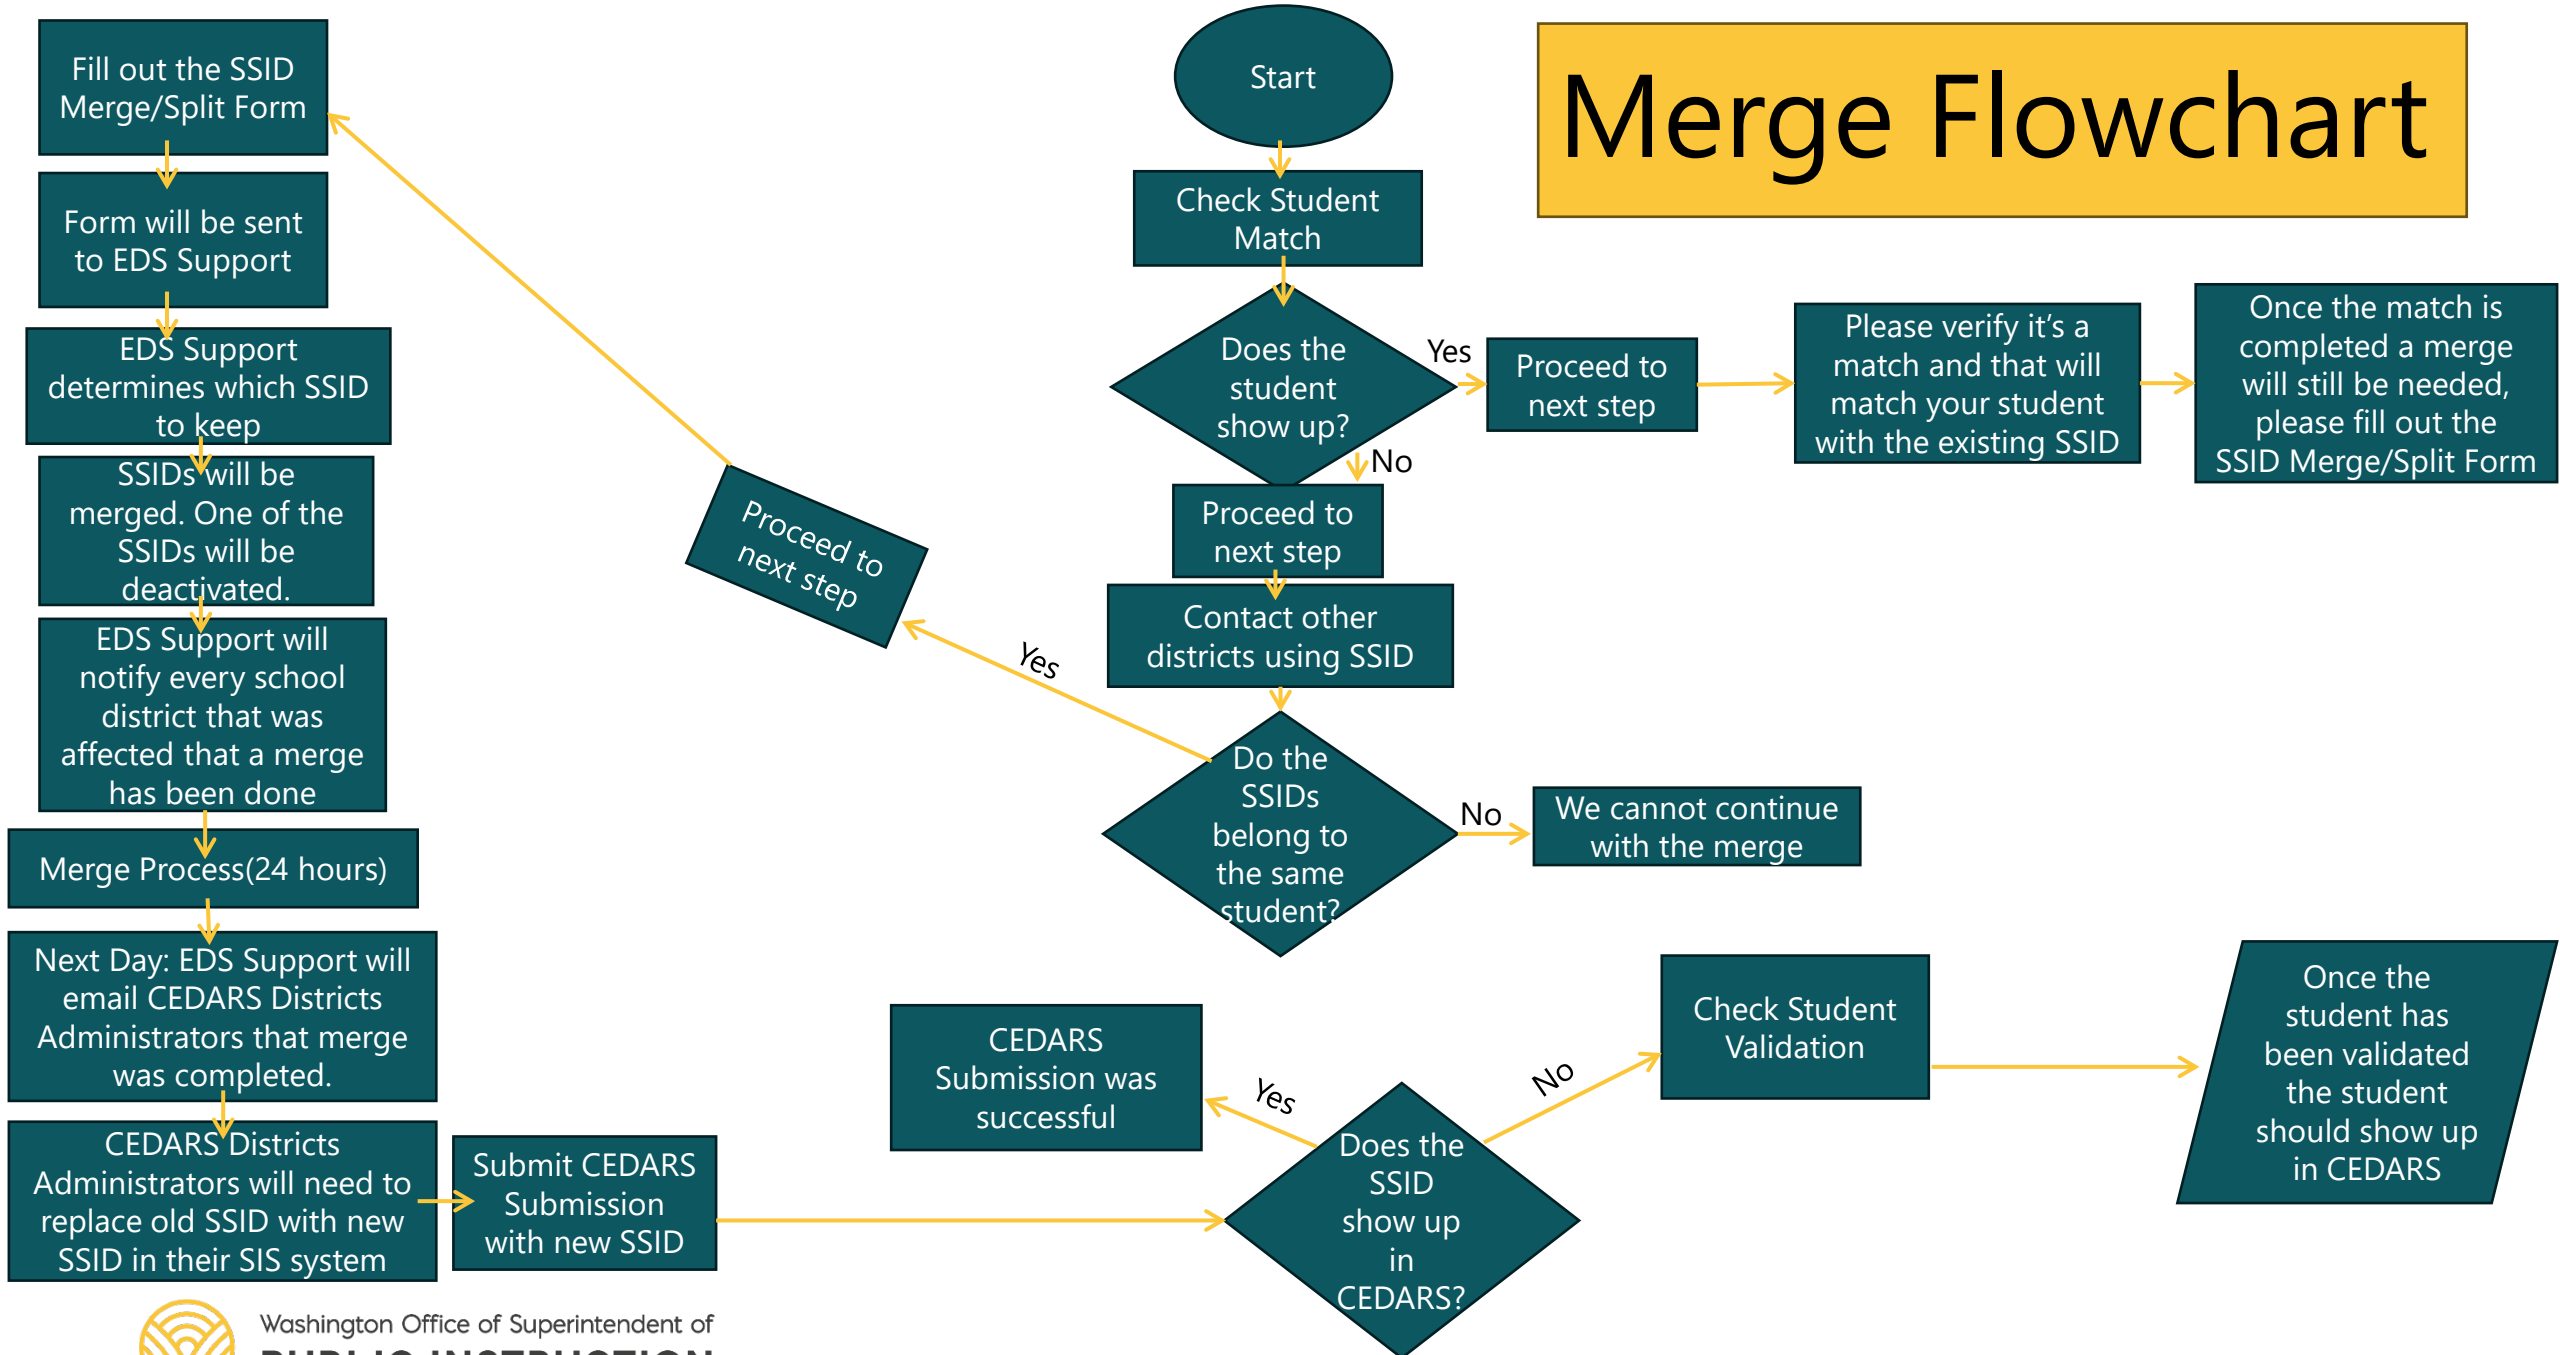 Merge Flowchart
Start
Check Student
Match
Does the
student
show up?
Yes
Proceed to
next step
Please verify it's a
match and that will
match your student
with the existing SSID
Once the match is
completed a merge
will still be needed,
please fill out the
SSID Merge/Split Form
No
Proceed to
next step
Contact other
districts using SSID
Do the
SSIDs
belong to
the same
student?
No
We cannot continue
with the merge
Yes
Proceed to
next step
Fill out the SSID
Merge/Split Form
Form will be sent
to EDS Support
EDS Support
determines which SSID
to keep
SSIDs will be
merged. One of the
SSIDs will be
deactivated.
EDS Support will
notify every school
district that was
affected that a merge
has been done
Merge Process(24 hours)
Next Day: EDS Support will
email CEDARS Districts
Administrators that merge
was completed.
CEDARS Districts
Administrators will need to
replace old SSID with new
SSID in their SIS system
Submit CEDARS
Submission
with new SSID
Does the
SSID
show up
in
CEDARS?
Yes
CEDARS
Submission was
successful
No
Check Student
Validation
Once the
student has
been validated
the student
should show up
in CEDARS
Washington Office of Superintendent of
PUBLIC INSTRUCTION